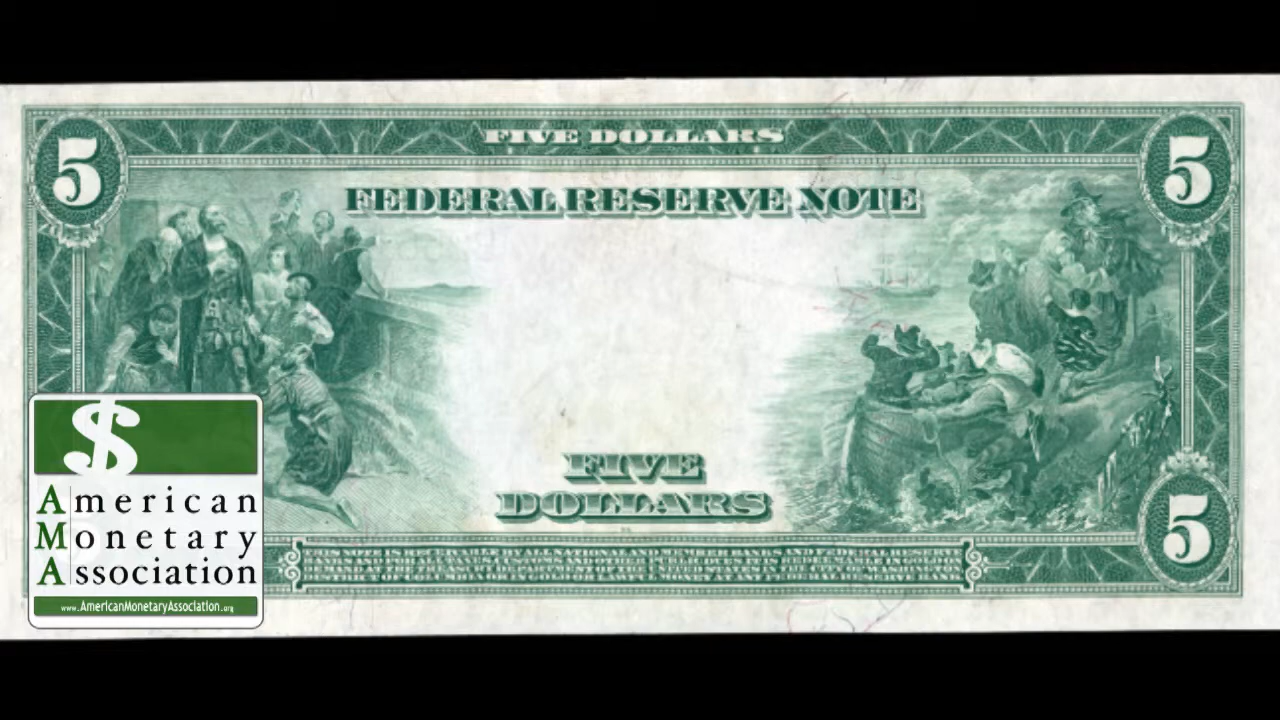 FIVE DOLLARS
5
5
FEDERAL RESERVE NOTE
FIVE
DOLLARS
5
$
American
Monetary
Association
www.AmericanMonetaryAssociation.org